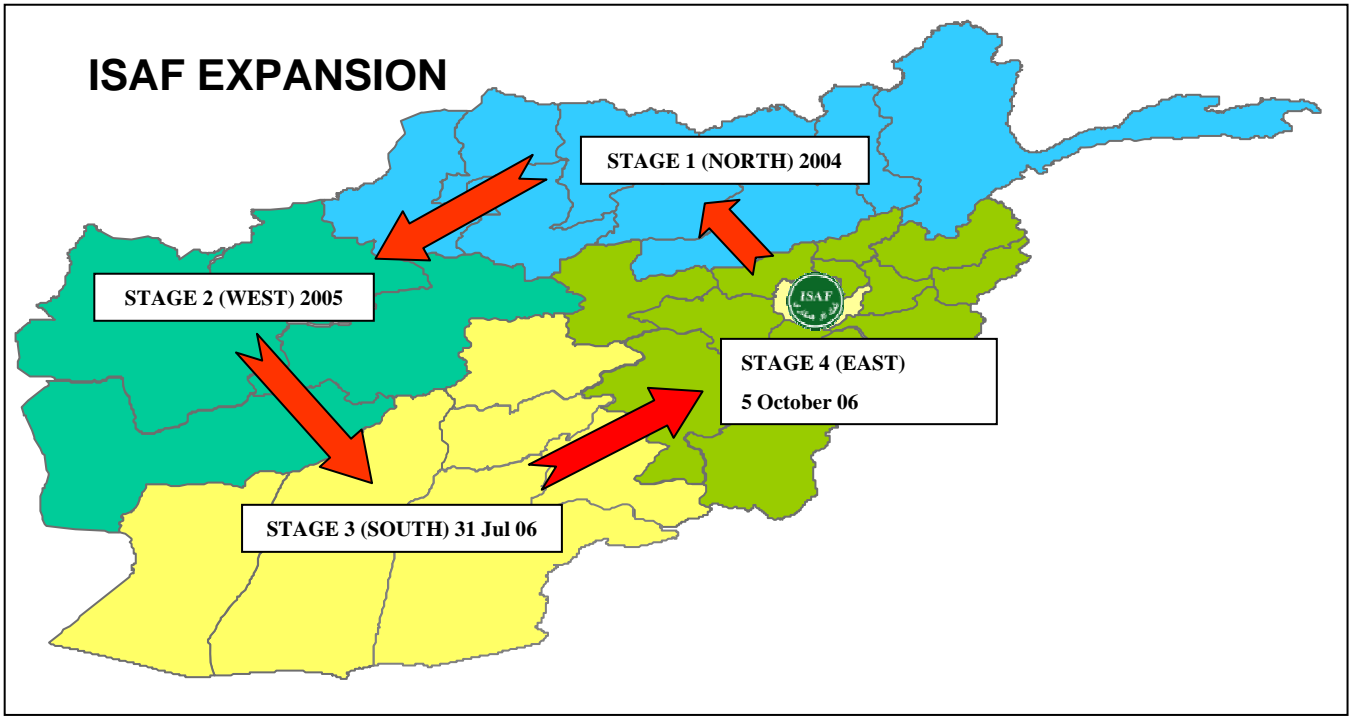 ISAF EXPANSION
STAGE 1 (NORTH) 2004
STAGE 2 (WEST) 2005
ISAF
STAGE 4 (EAST)
5 October 06
STAGE 3 (SOUTH) 31 Jul 06